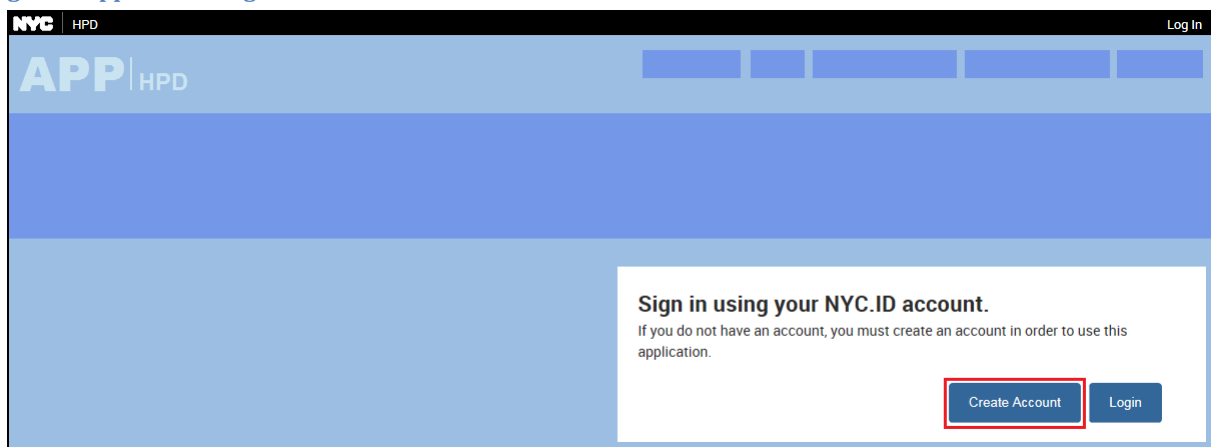 NYC HPD
Log In
APP HPD
Sign in using your NYC.ID account.
If you do not have an account, you must create an account in order to use this
application.
Create Account Login